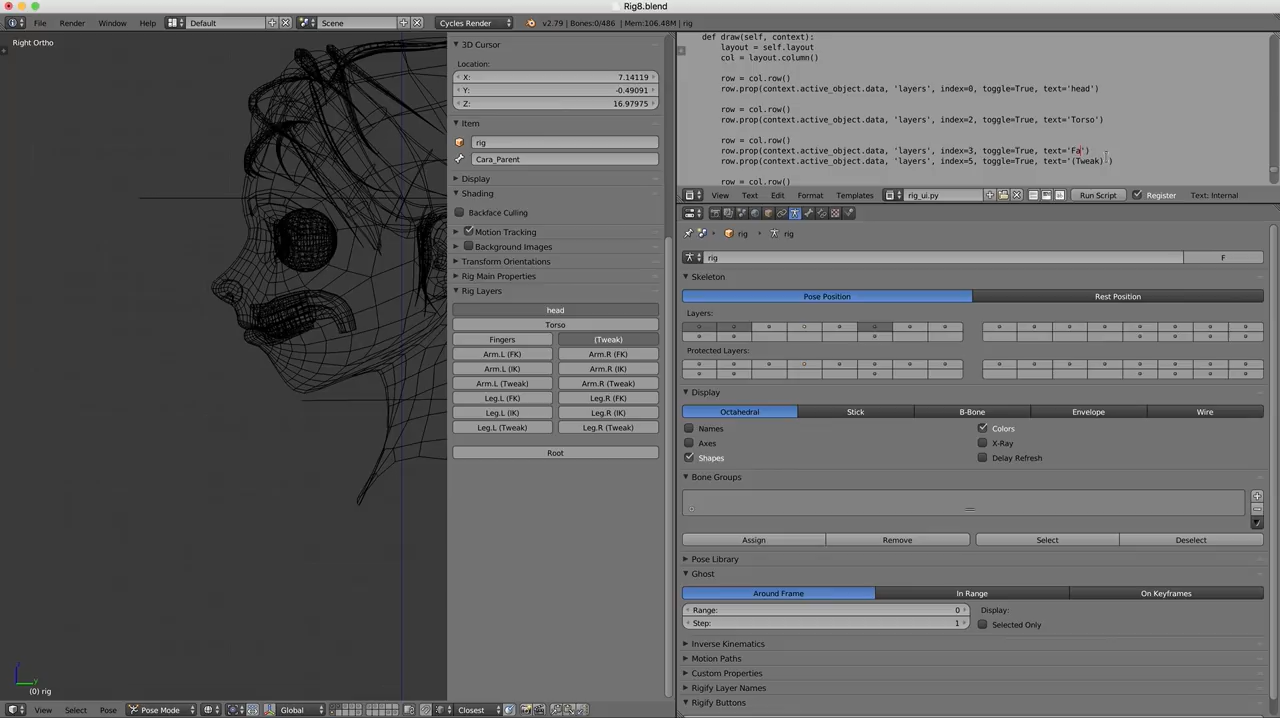 Rig8.blend
File Render Window Help Default Scene Cycles Render v2.79 | Bones:0/486 | Mem:106.48M | rig
Right Ortho
3D Cursor
Location:
X: 7.14119
Y: -0.49091
Z: 16.97975
Item
rig
Cara_Parent
Display
Shading
Backface Culling
Motion Tracking
Background Images
Transform Orientations
Rig Main Properties
Rig Layers
head
Torso
Fingers (Tweak)
Arm.L (FK) Arm.R (FK)
Arm.L (IK) Arm.R (IK)
Arm.L (Tweak) Arm.R (Tweak)
Leg.L (FK) Leg.R (FK)
Leg.L (IK) Leg.R (IK)
Leg.L (Tweak) Leg.R (Tweak)
Root
(0) rig
View Select Pose Pose Mode Global Closest
def draw(self, context):
layout = self.layout
col = layout.column()
row = col.row()
row.prop(context.active_object.data, 'layers', index=0, toggle=True, text='head')
row = col.row()
row.prop(context.active_object.data, 'layers', index=2, toggle=True, text='Torso')
row = col.row()
row.prop(context.active_object.data, 'layers', index=3, toggle=True, text='Fa')
row.prop(context.active_object.data, 'layers', index=5, toggle=True, text='(Tweak)')
row = col.row()
View Text Edit Format Templates rig_ui.py Run Script Register Text: Internal
rig rig
rig F
Skeleton
Pose Position Rest Position
Layers:
Protected Layers:
Display
Octahedral Stick B-Bone Envelope Wire
Names Colors
Axes X-Ray
Shapes Delay Refresh
Bone Groups
Assign Remove Select Deselect
Pose Library
Ghost
Around Frame In Range On Keyframes
Range: 0 Display:
Step: 1 Selected Only
Inverse Kinematics
Motion Paths
Custom Properties
Rigify Layer Names
Rigify Buttons